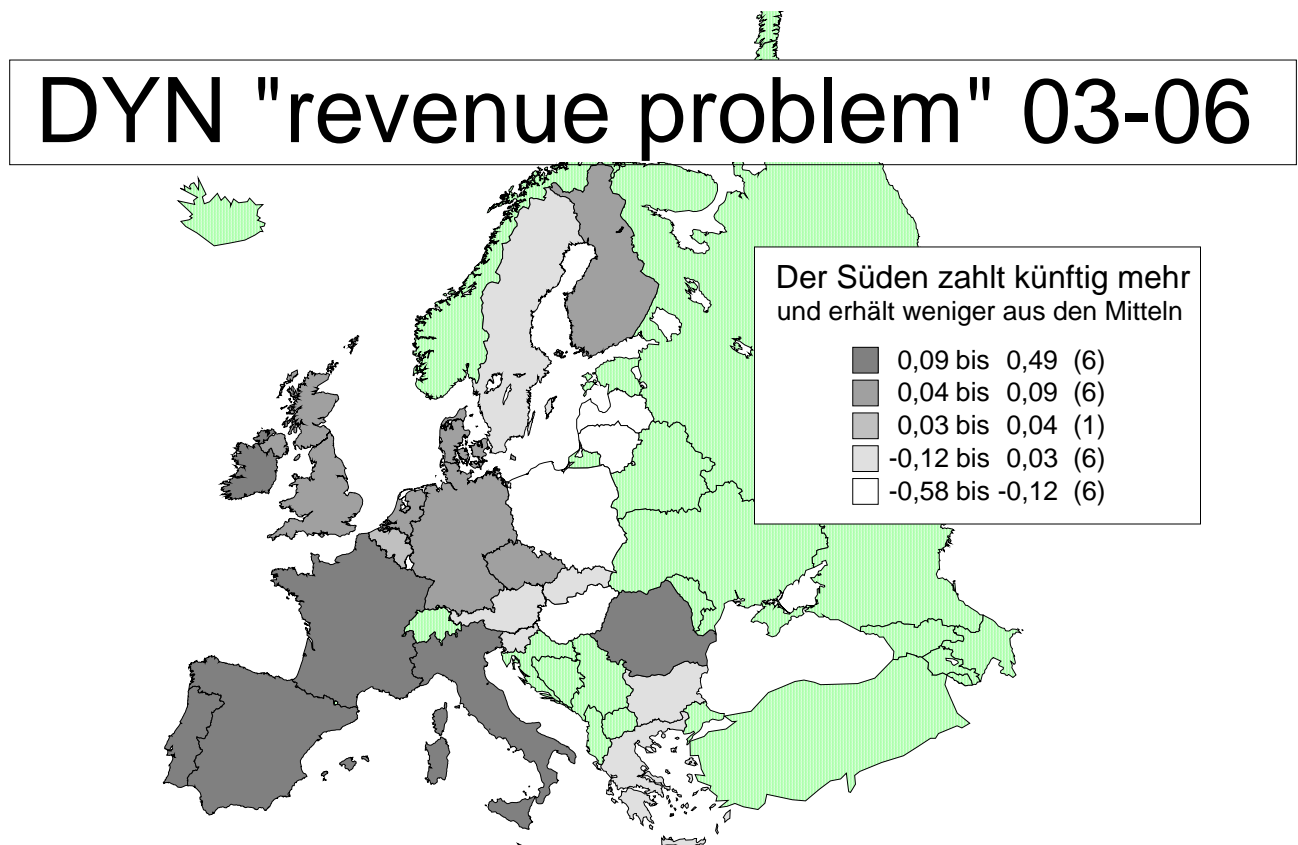 DYN "revenue problem" 03-06
Der Süden zahlt künftig mehr
und erhält weniger aus den Mitteln
0,09 bis 0,49 (6)
0,04 bis 0,09 (6)
0,03 bis 0,04 (1)
-0,12 bis 0,03 (6)
-0,58 bis -0,12 (6)